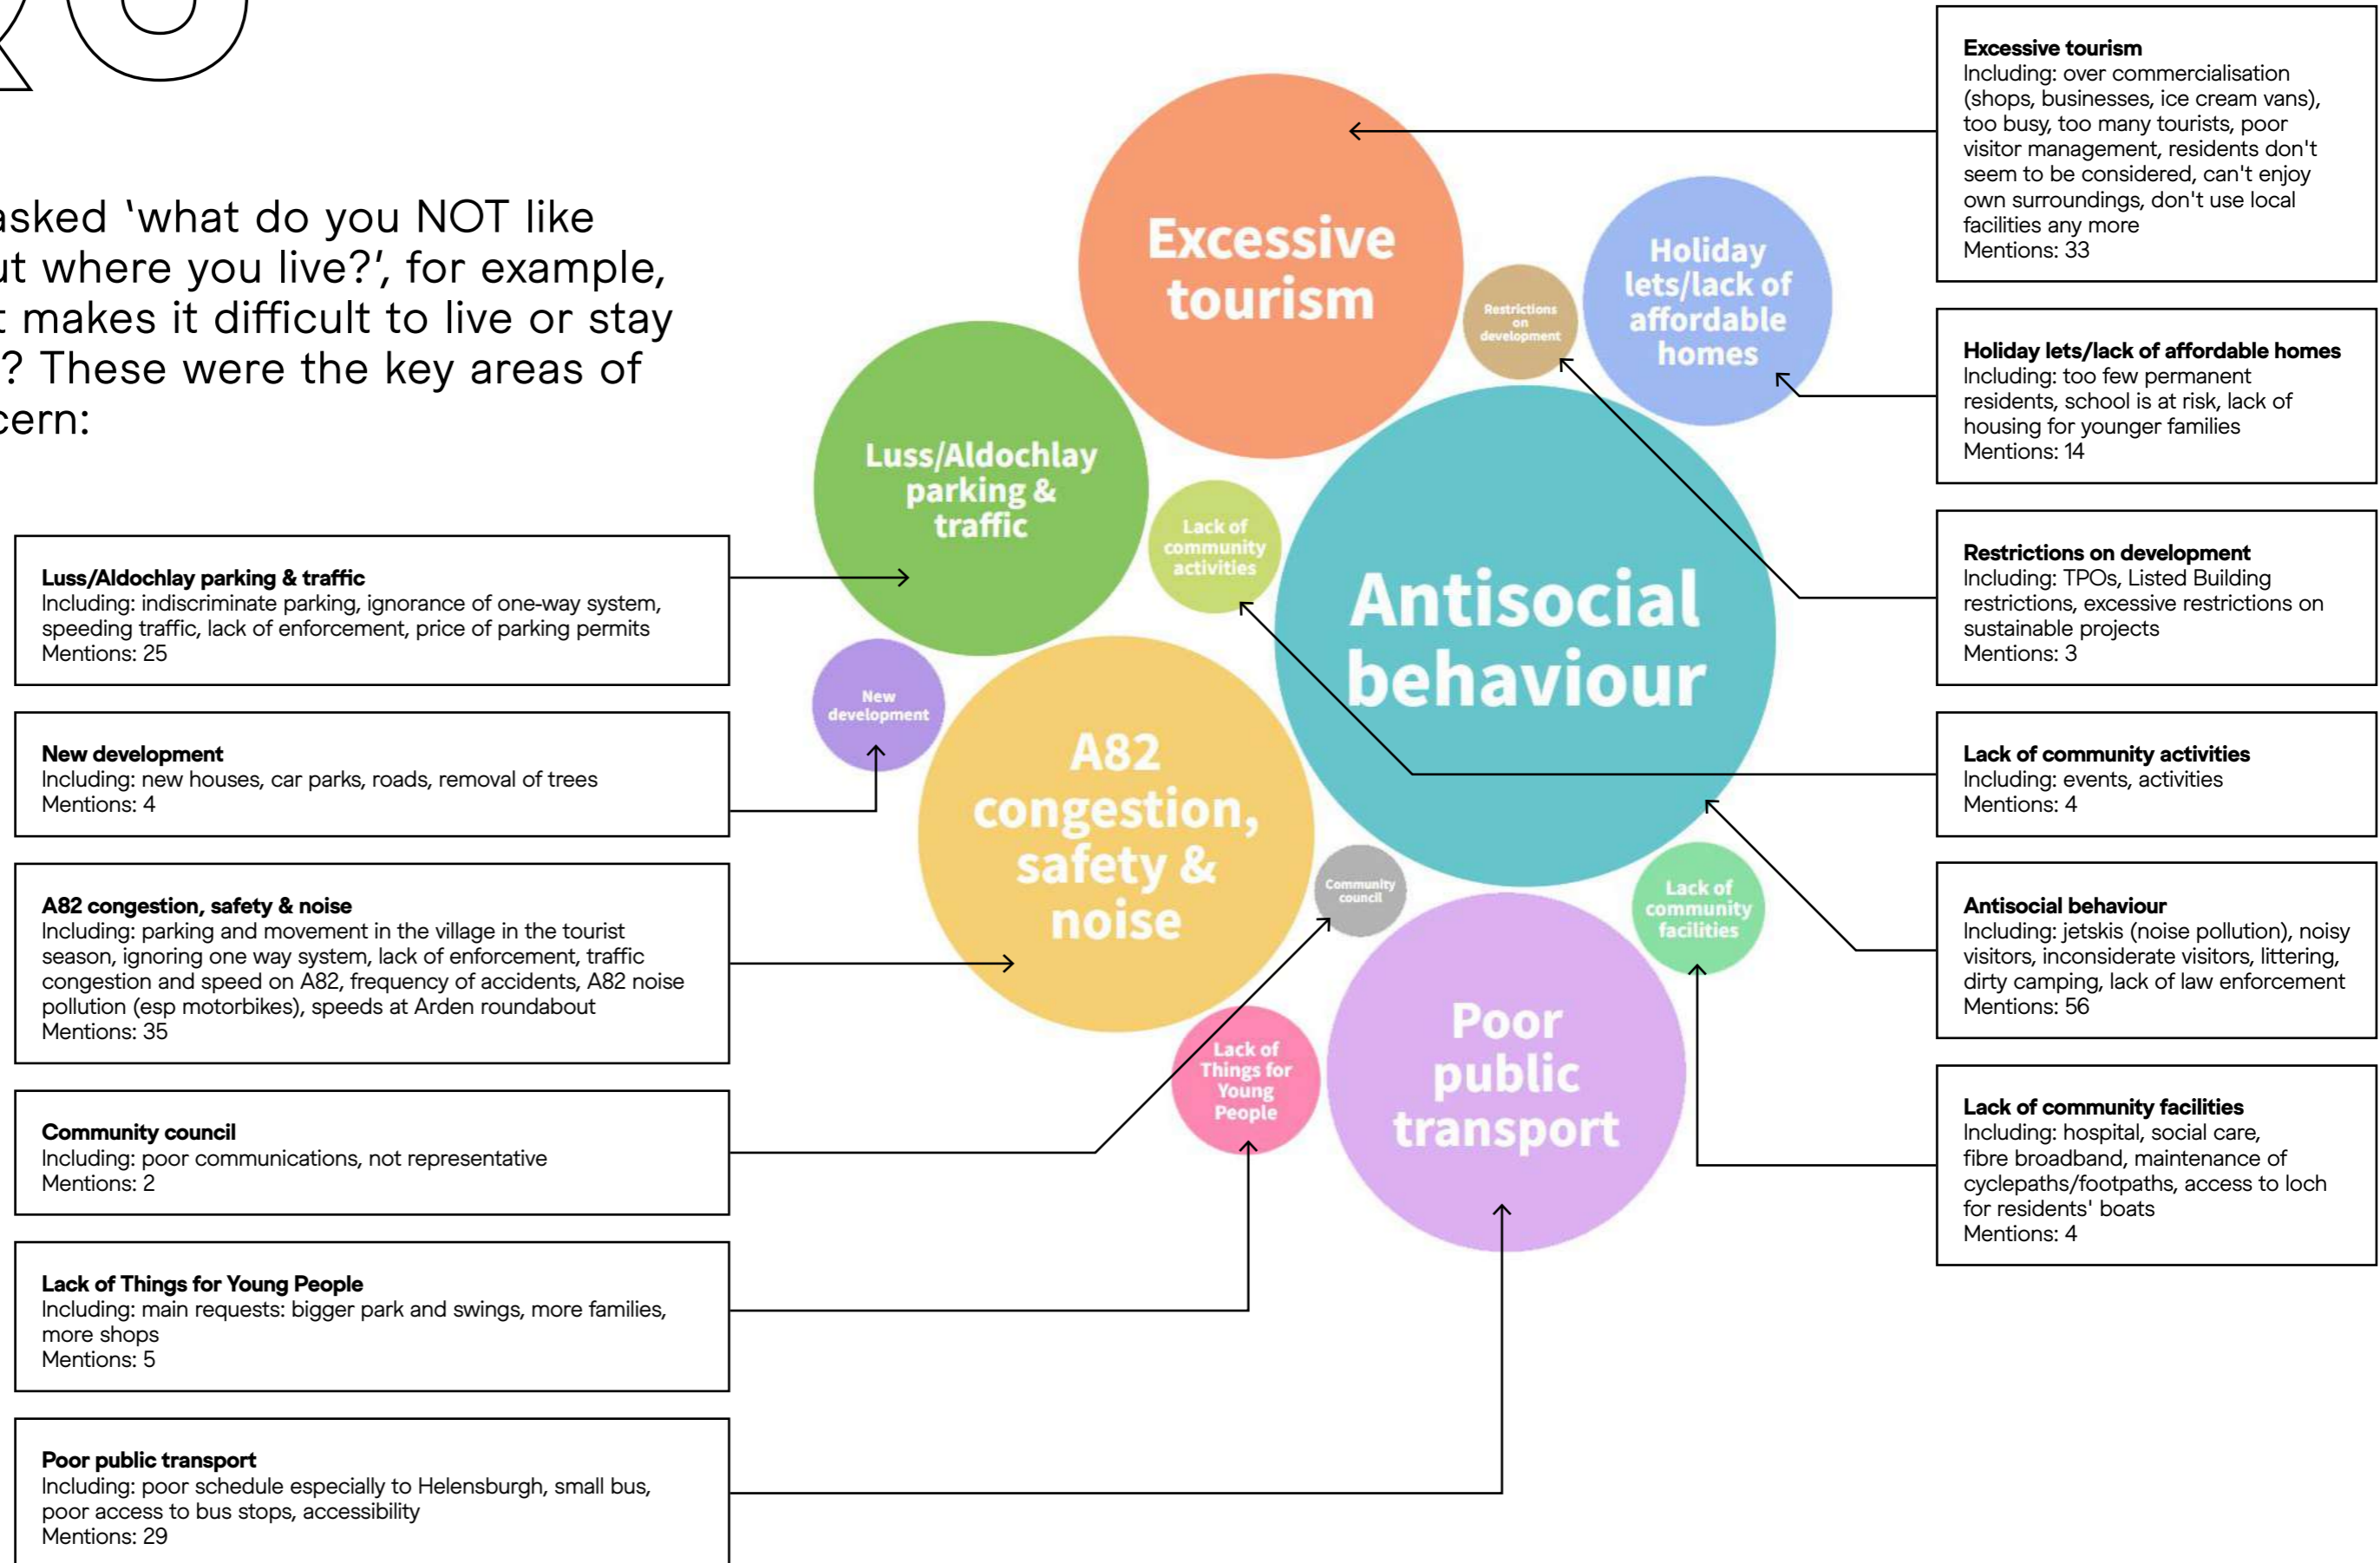 asked ‘what do you NOT like
ut where you live?’, for example,
t makes it difficult to live or stay
? These were the key areas of
cern:
Luss/Aldochlay parking & traffic
Including: indiscriminate parking, ignorance of one-way system,
speeding traffic, lack of enforcement, price of parking permits
Mentions: 25
New development
Including: new houses, car parks, roads, removal of trees
Mentions: 4
A82 congestion, safety & noise
Including: parking and movement in the village in the tourist
season, ignoring one way system, lack of enforcement, traffic
congestion and speed on A82, frequency of accidents, A82 noise
pollution (esp motorbikes), speeds at Arden roundabout
Mentions: 35
Community council
Including: poor communications, not representative
Mentions: 2
Lack of Things for Young People
Including: main requests: bigger park and swings, more families,
more shops
Mentions: 5
Poor public transport
Including: poor schedule especially to Helensburgh, small bus,
poor access to bus stops, accessibility
Mentions: 29
Excessive
tourism
Restrictions
on
development
Holiday
lets/lack of
affordable
homes
Luss/Aldochlay
parking &
traffic
Lack of
community
activities
Antisocial
behaviour
New
development
A82
congestion,
safety &
noise
Community
council
Lack of
community
facilities
Lack of
Things for
Young
People
Poor
public
transport
Excessive tourism
Including: over commercialisation
(shops, businesses, ice cream vans),
too busy, too many tourists, poor
visitor management, residents don't
seem to be considered, can't enjoy
own surroundings, don't use local
facilities any more
Mentions: 33
Holiday lets/lack of affordable homes
Including: too few permanent
residents, school is at risk, lack of
housing for younger families
Mentions: 14
Restrictions on development
Including: TPOs, Listed Building
restrictions, excessive restrictions on
sustainable projects
Mentions: 3
Lack of community activities
Including: events, activities
Mentions: 4
Antisocial behaviour
Including: jetskis (noise pollution), noisy
visitors, inconsiderate visitors, littering,
dirty camping, lack of law enforcement
Mentions: 56
Lack of community facilities
Including: hospital, social care,
fibre broadband, maintenance of
cyclepaths/footpaths, access to loch
for residents' boats
Mentions: 4